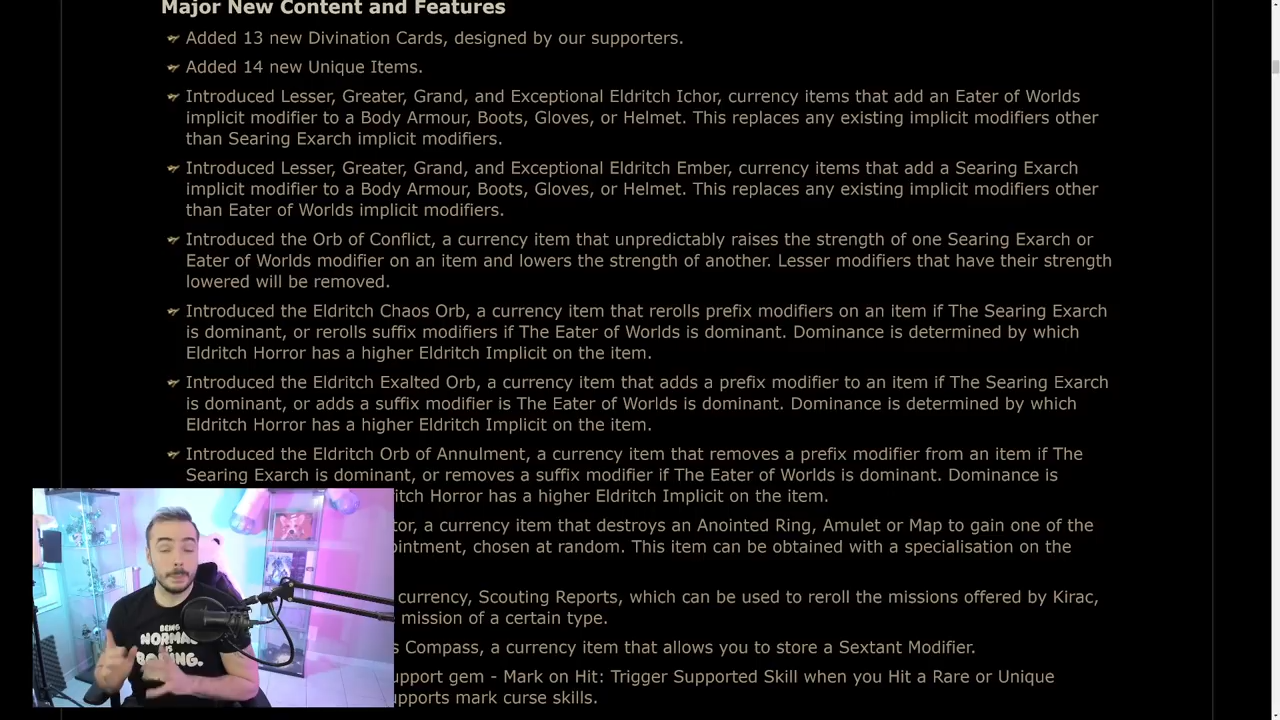 Major New Content and Features
Added 13 new Divination Cards, designed by our supporters.
Added 14 new Unique Items.
Introduced Lesser, Greater, Grand, and Exceptional Eldritch Ichor, currency items that add an Eater of Worlds
implicit modifier to a Body Armour, Boots, Gloves, or Helmet. This replaces any existing implicit modifiers other
than Searing Exarch implicit modifiers.
Introduced Lesser, Greater, Grand, and Exceptional Eldritch Ember, currency items that add a Searing Exarch
implicit modifier to a Body Armour, Boots, Gloves, or Helmet. This replaces any existing implicit modifiers other
than Eater of Worlds implicit modifiers.
Introduced the Orb of Conflict, a currency item that unpredictably raises the strength of one Searing Exarch or
Eater of Worlds modifier on an item and lowers the strength of another. Lesser modifiers that have their strength
lowered will be removed.
Introduced the Eldritch Chaos Orb, a currency item that rerolls prefix modifiers on an item if The Searing Exarch
is dominant, or rerolls suffix modifiers if The Eater of Worlds is dominant. Dominance is determined by which
Eldritch Horror has a higher Eldritch Implicit on the item.
Introduced the Eldritch Exalted Orb, a currency item that adds a prefix modifier to an item if The Searing Exarch
is dominant, or adds a suffix modifier is The Eater of Worlds is dominant. Dominance is determined by which
Eldritch Horror has a higher Eldritch Implicit on the item.
Introduced the Eldritch Orb of Annulment, a currency item that removes a prefix modifier from an item if The
Searing Exarch is dominant, or removes a suffix modifier if The Eater of Worlds is dominant. Dominance is
itch Horror has a higher Eldritch Implicit on the item.
tor, a currency item that destroys an Anointed Ring, Amulet or Map to gain one of the
ointment, chosen at random. This item can be obtained with a specialisation on the
currency, Scouting Reports, which can be used to reroll the missions offered by Kirac,
mission of a certain type.
s Compass, a currency item that allows you to store a Sextant Modifier.
upport gem - Mark on Hit: Trigger Supported Skill when you Hit a Rare or Unique
upports mark curse skills.
BEING
NORMAL
IS
BORING.